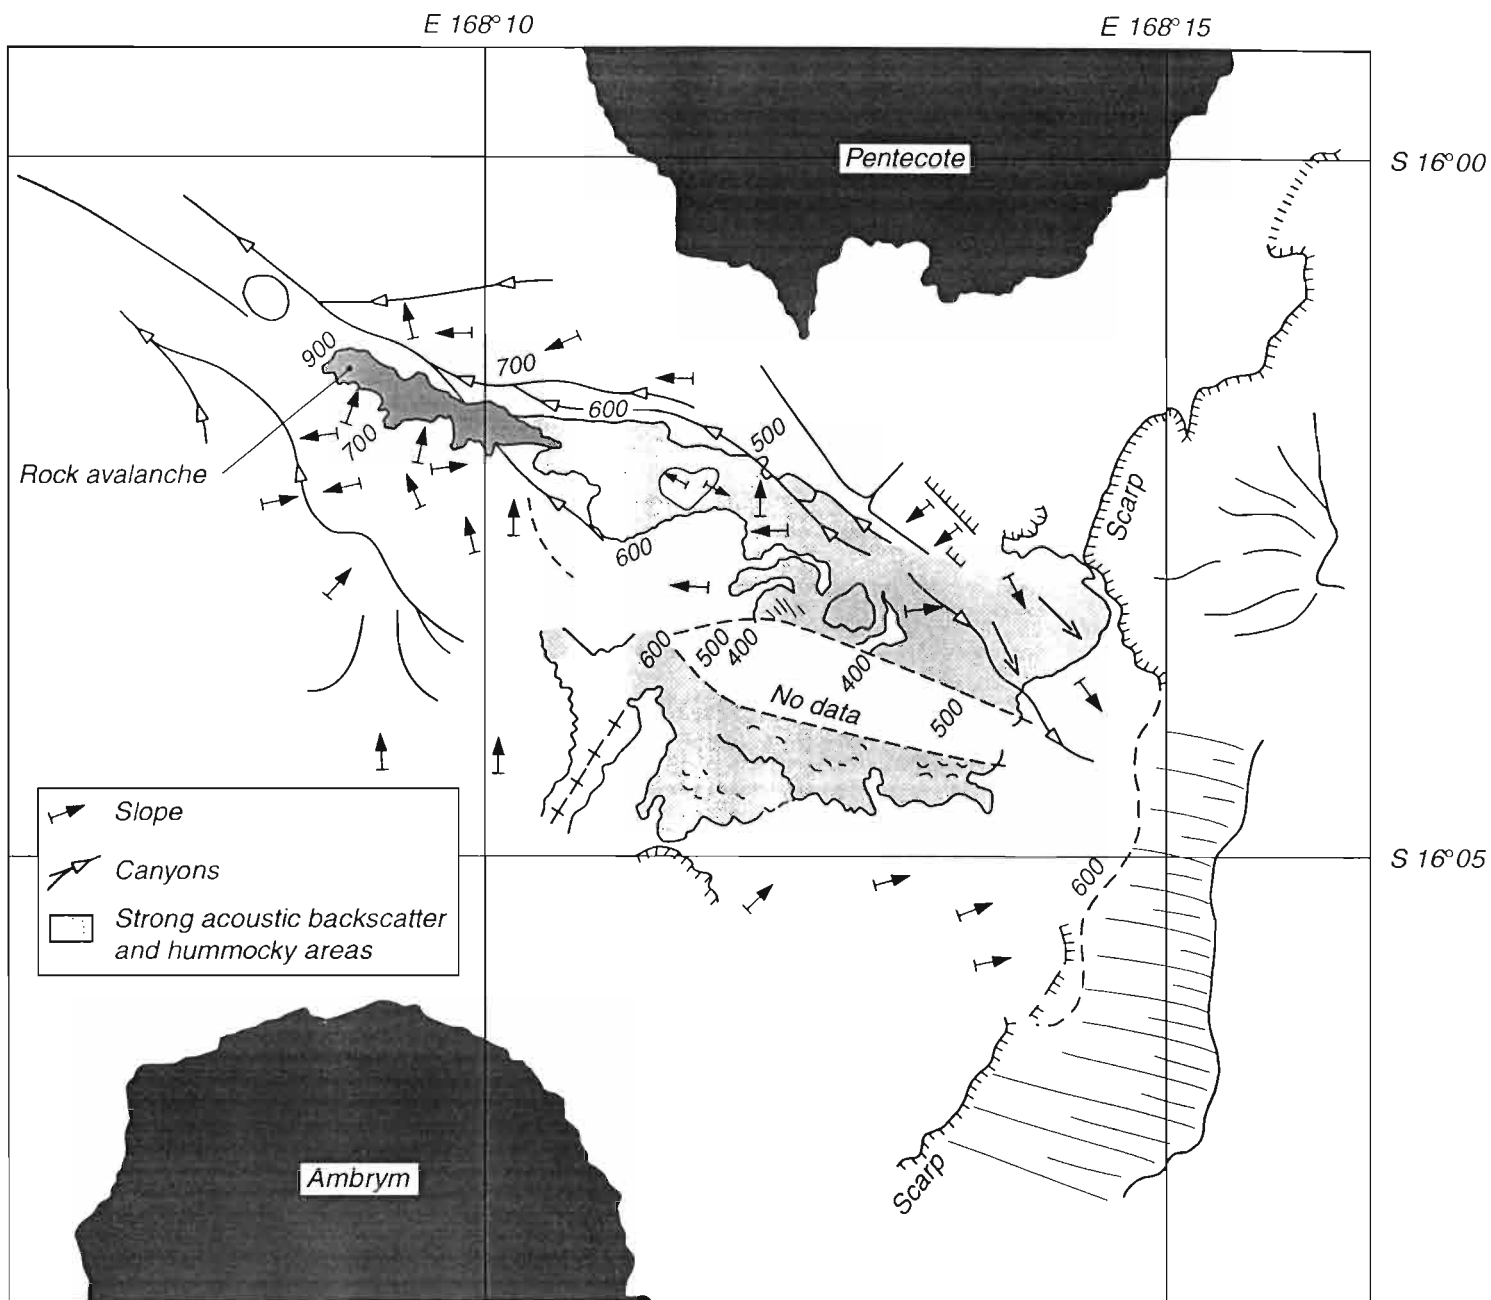 E 168°10
E 168°15
Pentecote
S 16°00
900
700
600
500
700
Rock avalanche
Scarp
600
600
500
400
400
No data
500
Slope
Canyons
Strong acoustic backscatter
and hummocky areas
S 16°05
600
Ambrym
Scarp